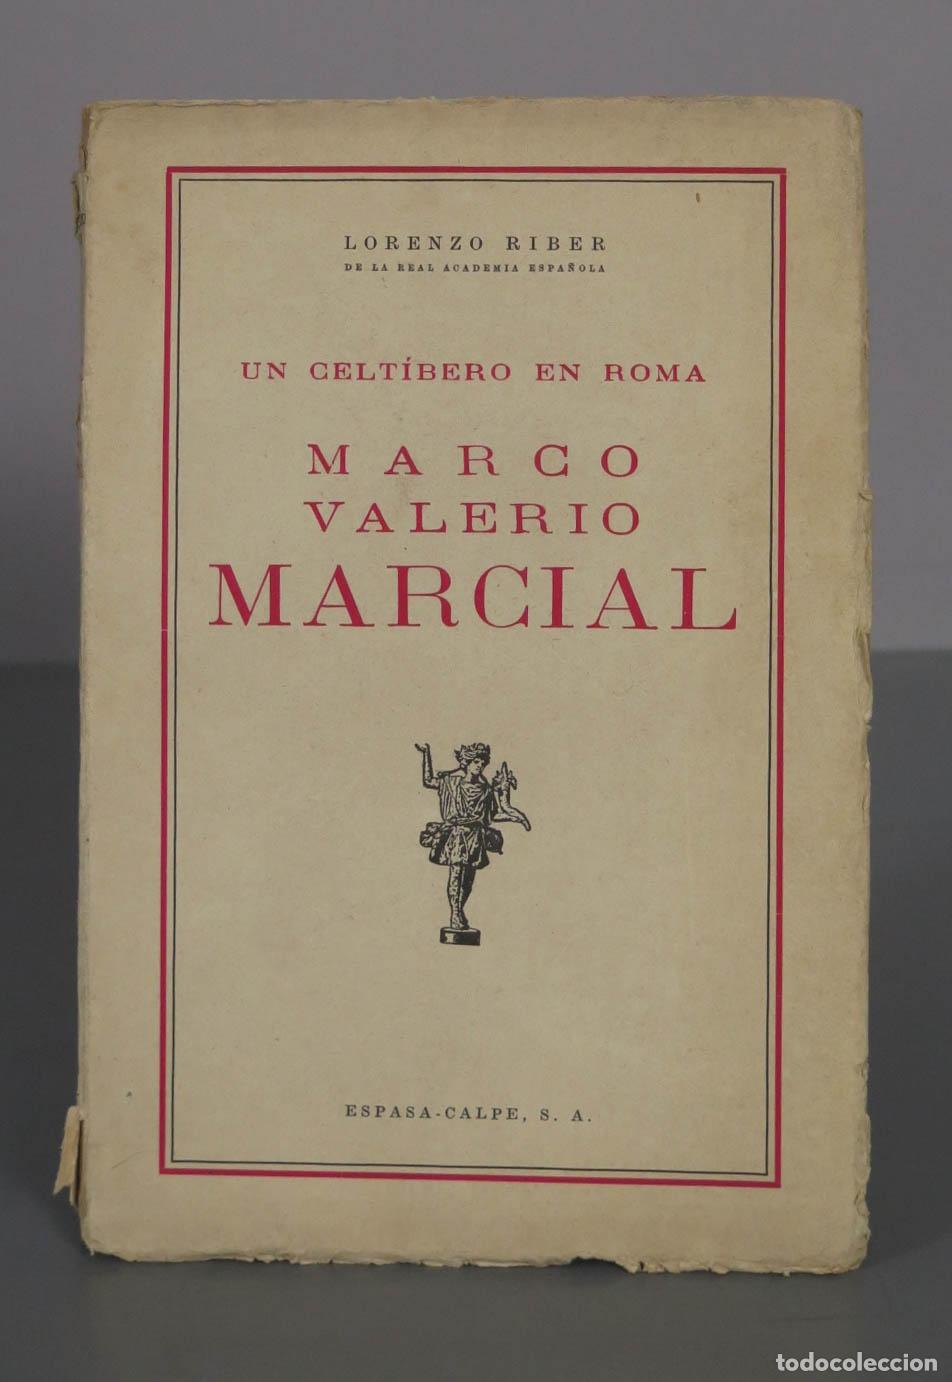 LORENZO RIBER
DE LA REAL ACADEMIA ESPAÑOLA
UN CELTÍBERO EN ROMA
MARCO
VALERIO
MARCIAL
ESPASA-CALPE, S. A.
todocoleccion